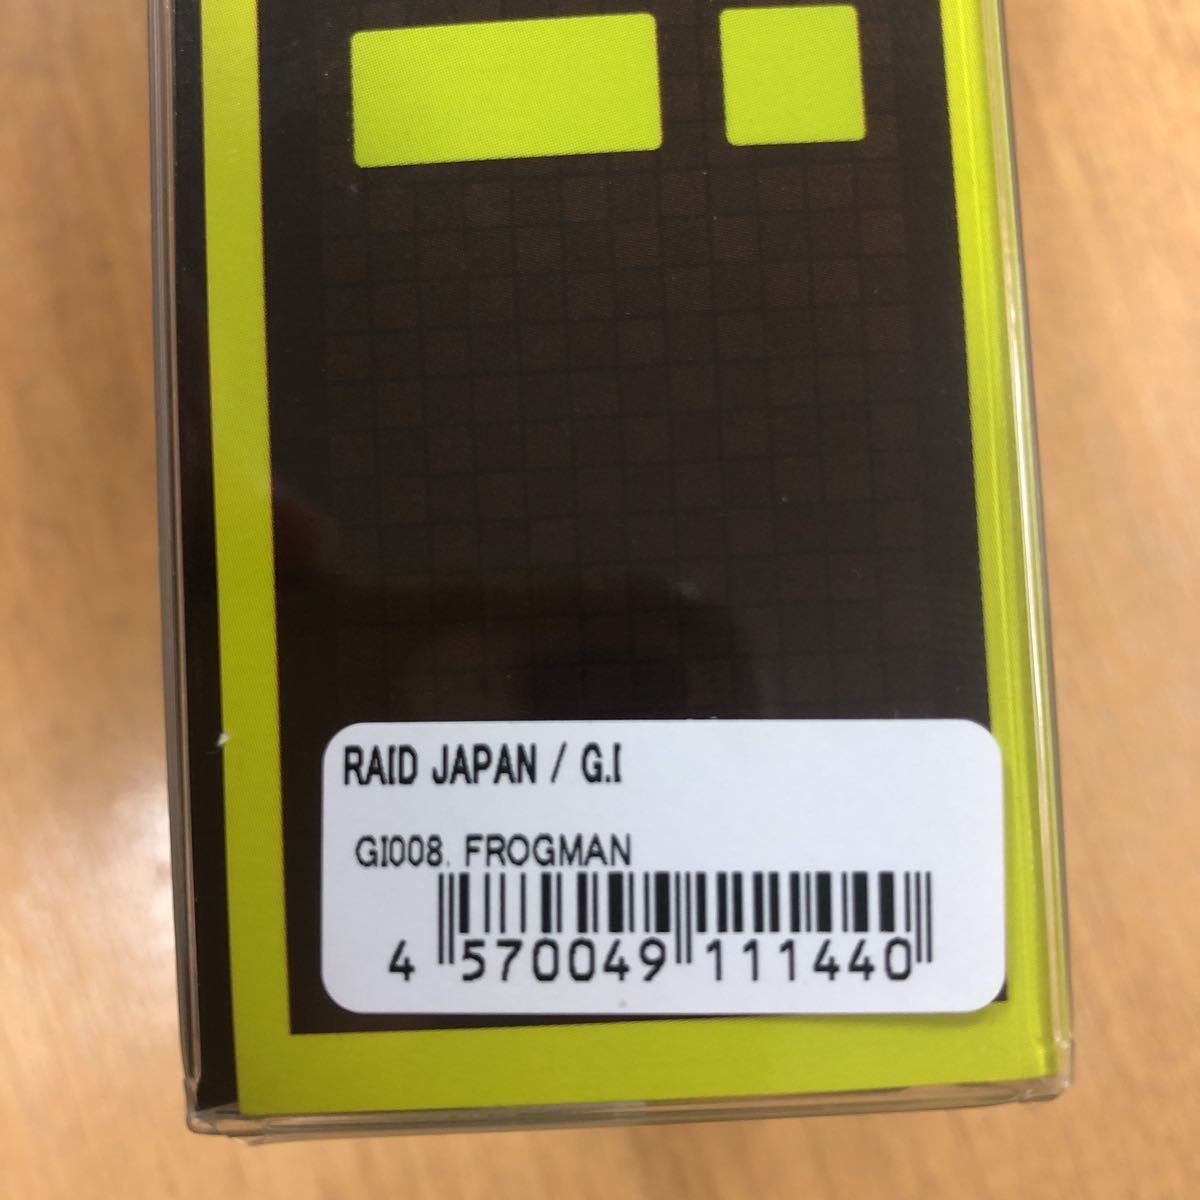 RAID JAPAN / G.I
GI008. FROGMAN
4 570049 111440